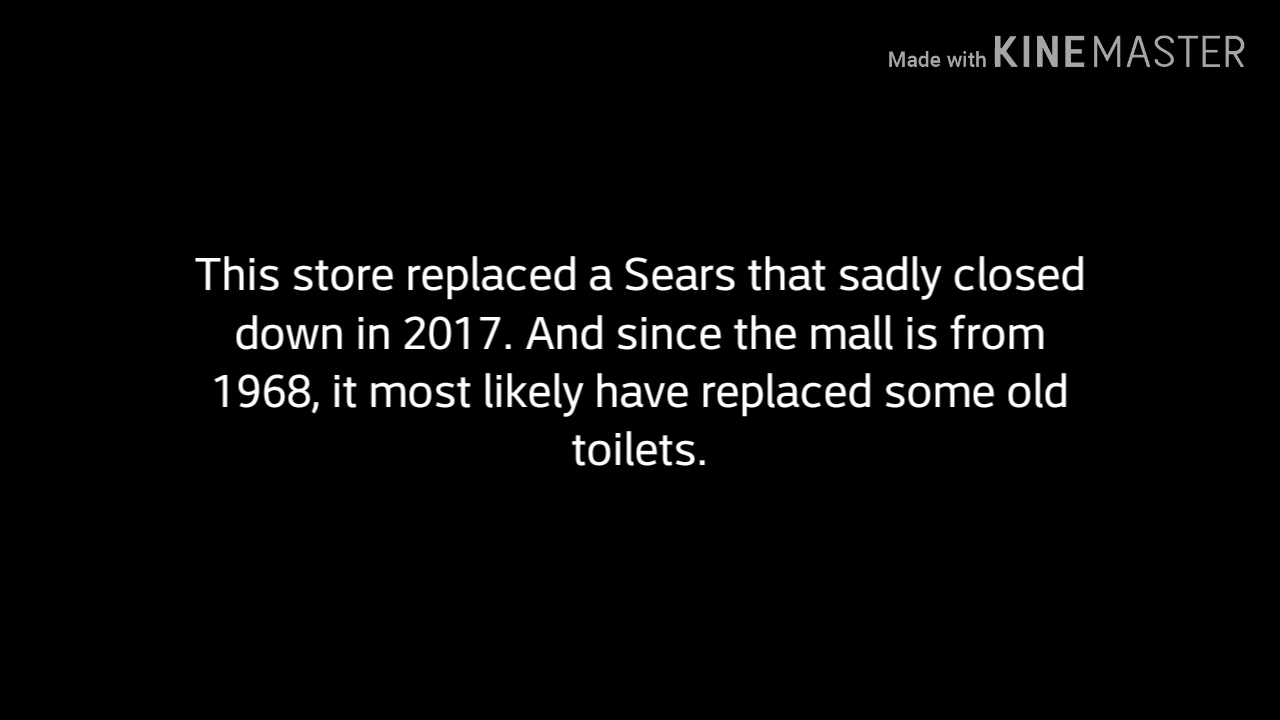 Made with KINEMASTER
This store replaced a Sears that sadly closed
down in 2017. And since the mall is from
1968, it most likely have replaced some old
toilets.